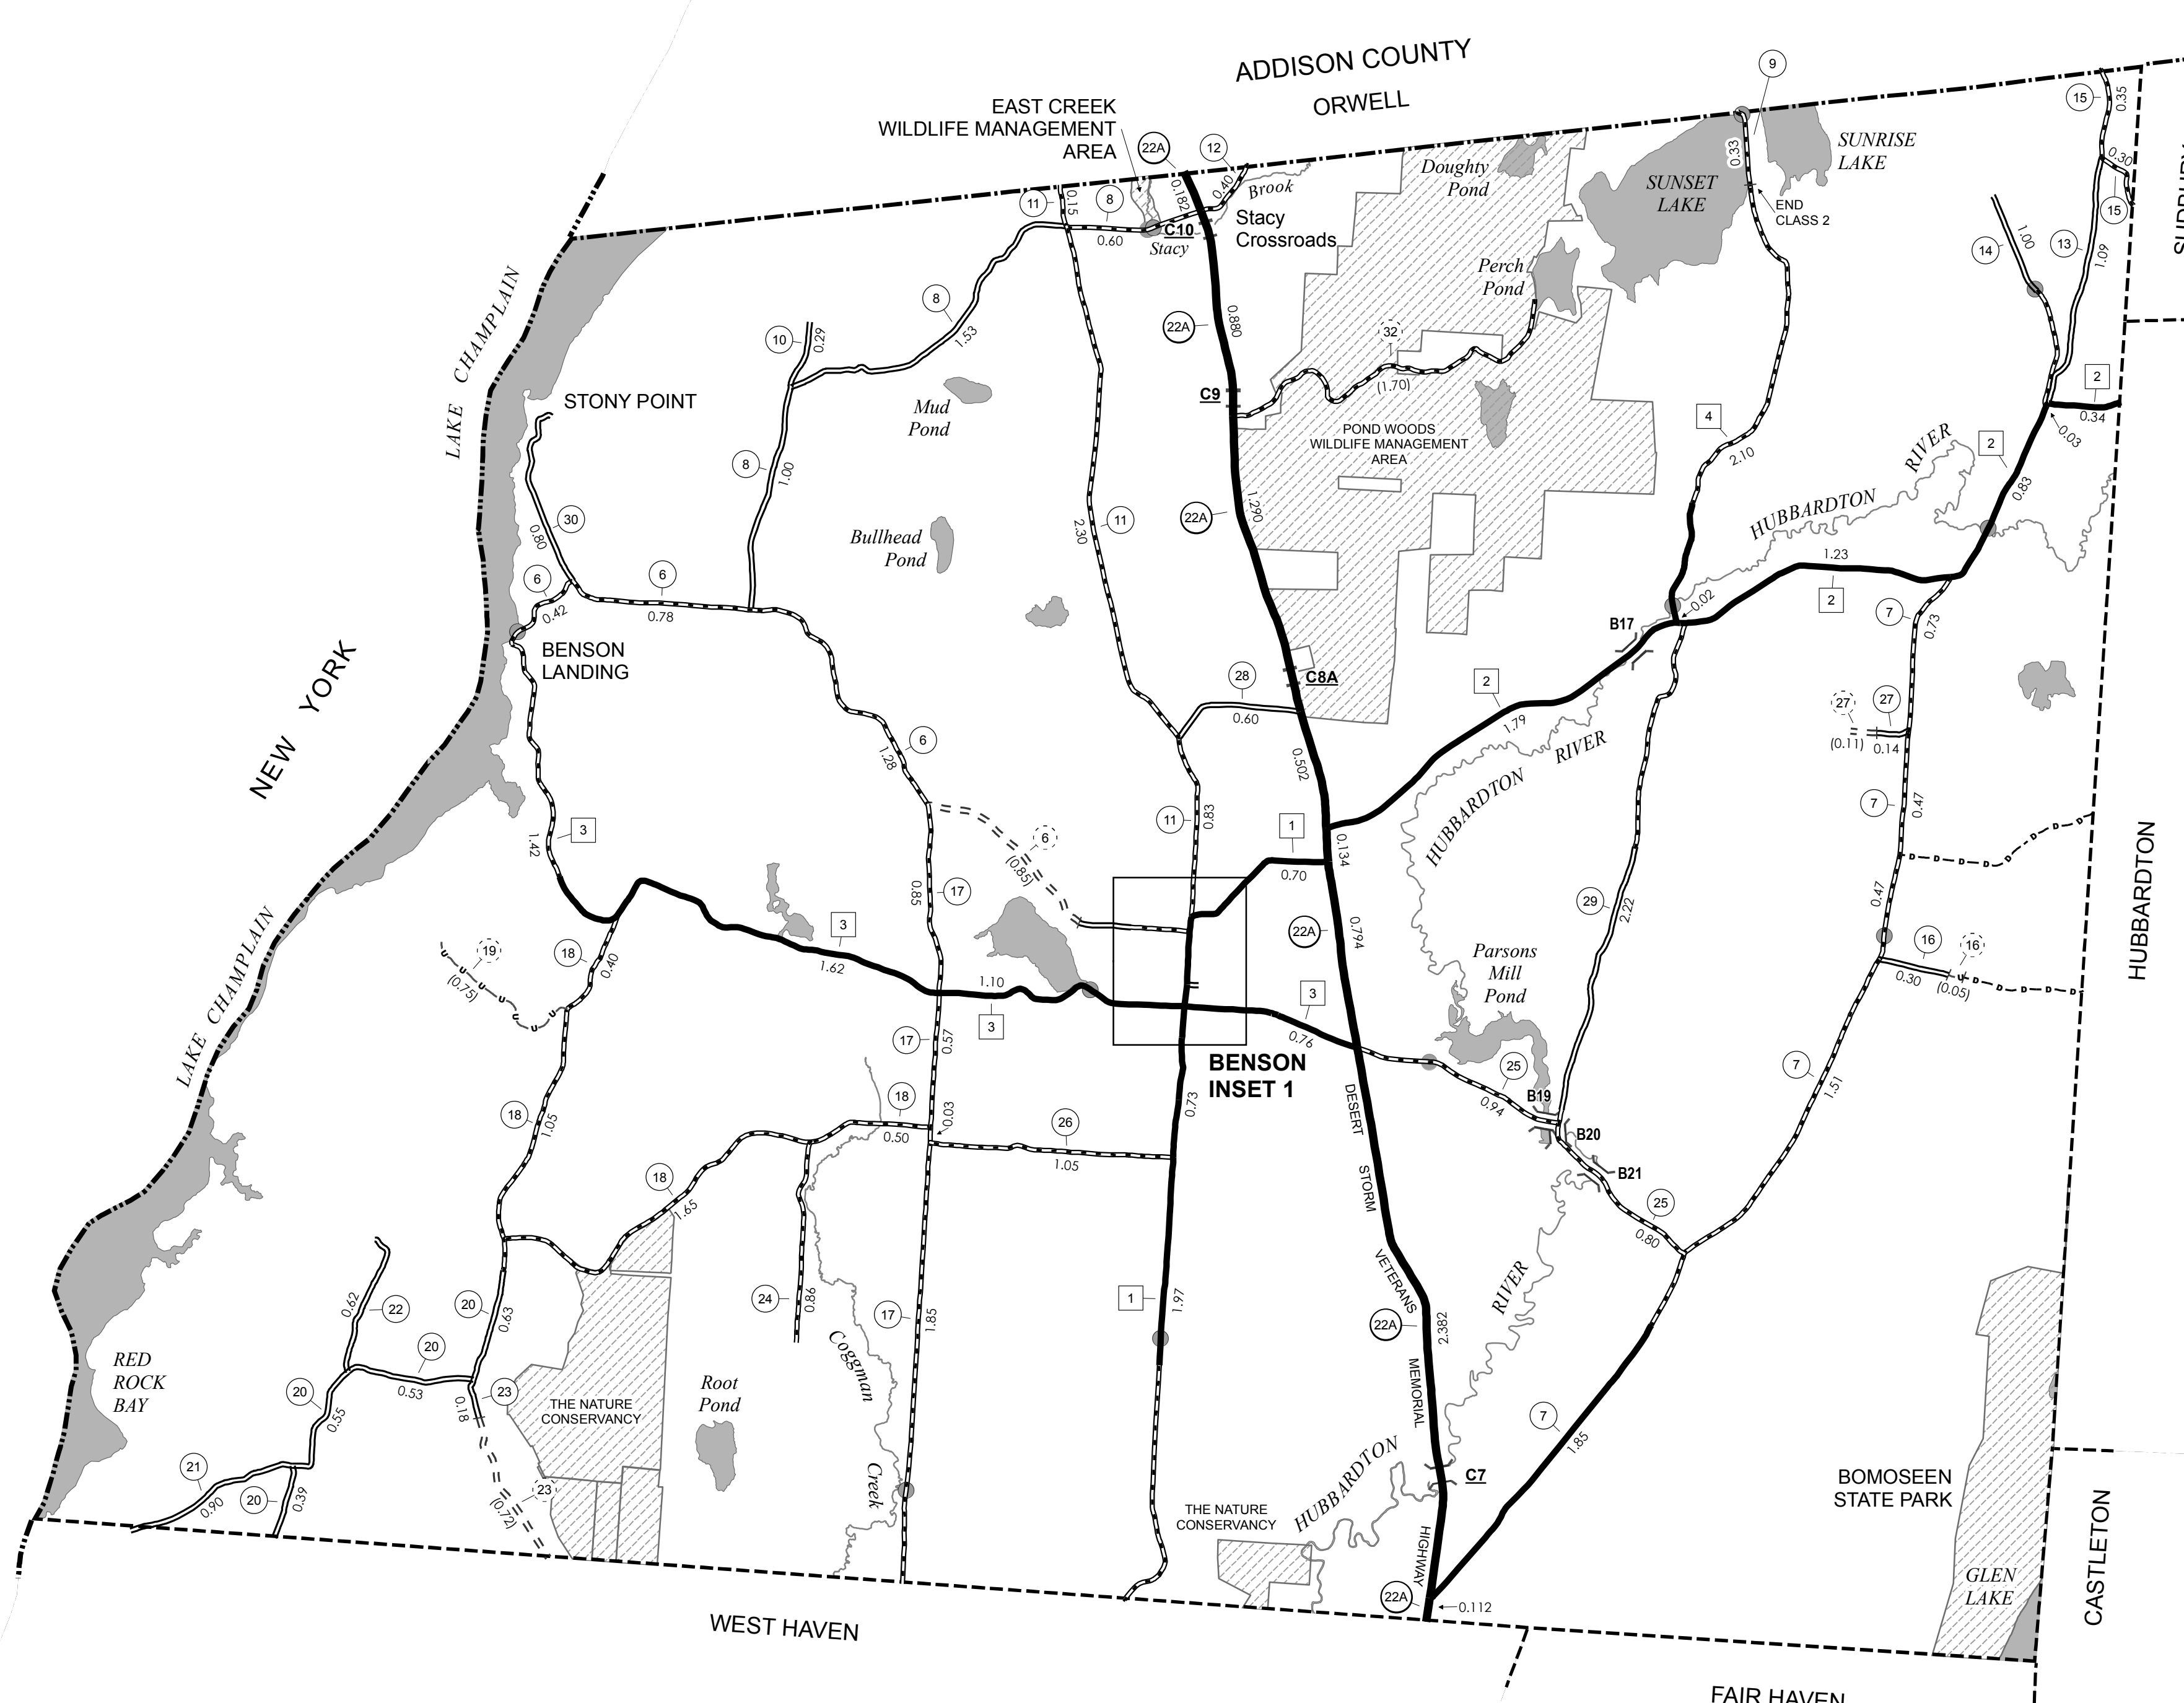 ADDISON COUNTY
ORWELL
EAST CREEK
WILDLIFE MANAGEMENT
AREA
22A
12
9
15
0.35
SUNRISE
LAKE
SUDBURY
11
0.15
8
0.182
0.40
Brook
Doughty
Pond
0.33
SUNSET
LAKE
END
CLASS 2
0.30
15
0.60
C10
Stacy
Stacy
Crossroads
14
1.00
13
1.09
LAKE CHAMPLAIN
8
1.53
10
0.29
22A
0.880
Perch
Pond
32
(1.70)
2
0.34
0.03
STONY POINT
Mud
Pond
C9
POND WOODS
WILDLIFE MANAGEMENT
AREA
4
2.10
2
0.83
HUBBARDTON RIVER
8
1.00
30
0.80
11
2.30
22A
1.290
Bullhead
Pond
1.23
2
6
0.42
6
0.78
BENSON
LANDING
B17
0.02
7
0.73
NEW YORK
28
0.60
C8A
2
1.79
HUBBARDTON RIVER
27
(0.11)
27
0.14
6
1.28
0.502
3
1.42
11
0.83
1
0.70
0.134
7
0.47
6
(0.85)
17
0.85
29
2.22
0.47
HUBBARDTON
LAKE CHAMPLAIN
19
(0.75)
18
0.40
3
1.62
1.10
3
22A
0.794
3
0.76
Parsons
Mill
Pond
16
0.30
16
(0.05)
17
0.57
BENSON
INSET 1
25
0.94
7
1.51
18
1.05
18
0.50
0.03
26
1.05
0.73
DESERT
STORM
VETERANS
MEMORIAL
HIGHWAY
B19
B20
B21
18
1.65
25
0.80
22
0.62
20
0.63
24
0.86
17
1.85
1
1.97
22A
2.382
RIVER
RED
ROCK
BAY
20
0.53
20
0.55
23
0.18
THE NATURE
CONSERVANCY
Root
Pond
Coggman
Creek
7
1.85
21
0.90
20
0.39
23
(0.72)
THE NATURE
CONSERVANCY
HUBBARDTON
C7
BOMOSEEN
STATE PARK
GLEN
LAKE
CASTLETON
22A
0.112
WEST HAVEN
FAIR HAVEN